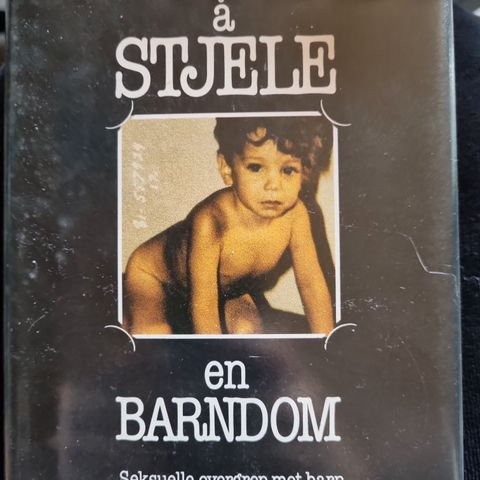 å
STJELE
en
BARNDOM
Seksuelle overgrep mot barn